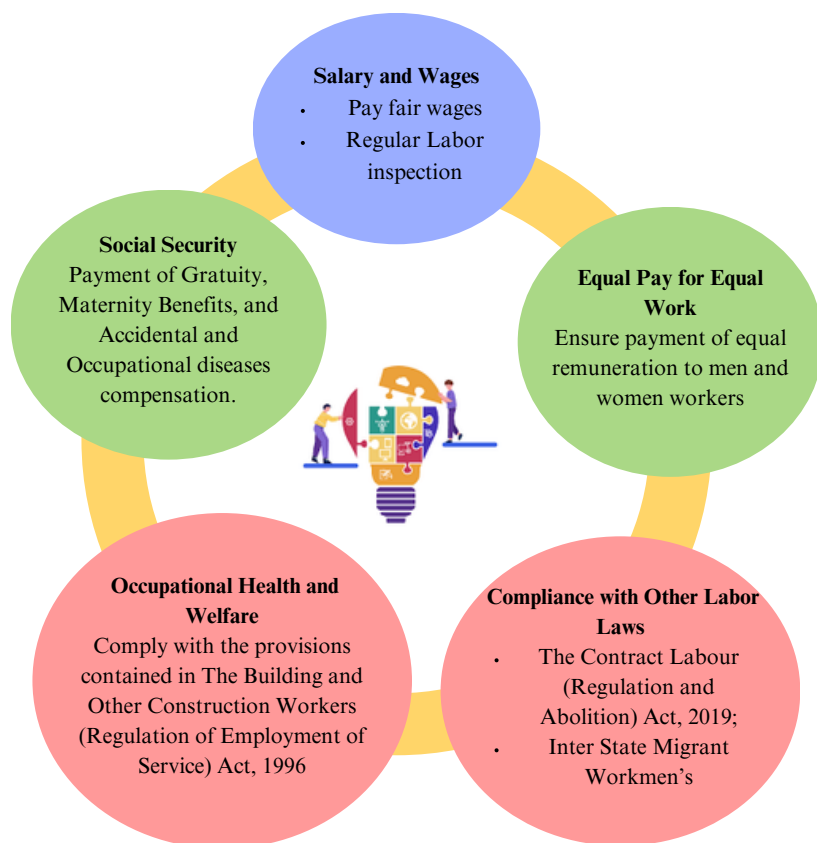 Salary and Wages
• Pay fair wages
• Regular Labor
inspection
Equal Pay for Equal
Work
Ensure payment of equal
remuneration to men and
women workers
Compliance with Other Labor
Laws
• The Contract Labour
(Regulation and
Abolition) Act, 2019;
• Inter State Migrant
Workmen’s
Occupational Health and
Welfare
Comply with the provisions
contained in The Building and
Other Construction Workers
(Regulation of Employment of
Service) Act, 1996
Social Security
Payment of Gratuity,
Maternity Benefits, and
Accidental and
Occupational diseases
compensation.